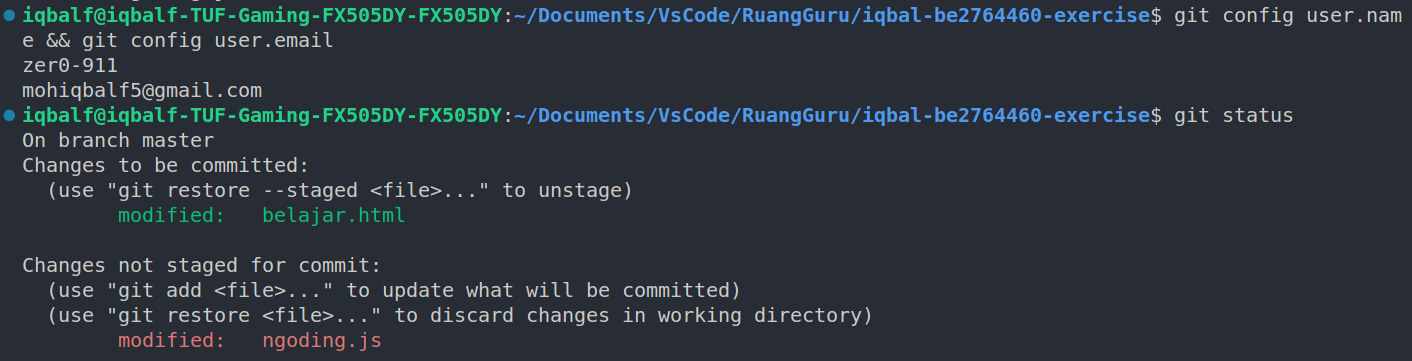 iqbalf@iqbalf-TUF-Gaming-FX505DY-FX505DY:~/Documents/VsCode/RuangGuru/iqbal-be2764460-exercise$ git config user.nam
e && git config user.email
zer0-911
mohiqbalf5@gmail.com
iqbalf@iqbalf-TUF-Gaming-FX505DY-FX505DY:~/Documents/VsCode/RuangGuru/iqbal-be2764460-exercise$ git status
On branch master
Changes to be committed:
  (use "git restore --staged <file>..." to unstage)
        modified:   belajar.html

Changes not staged for commit:
  (use "git add <file>..." to update what will be committed)
  (use "git restore <file>..." to discard changes in working directory)
        modified:   ngoding.js